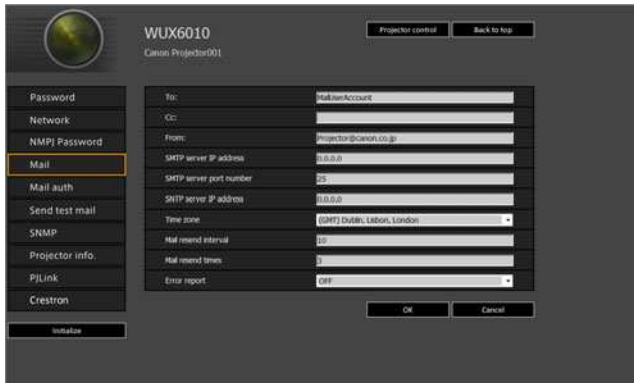 WUX6010
Canon Projector001
Projector control
Back to top
Password
Network
NMPJ Password
Mail
Mail auth
Send test mail
SNMP
Projector info.
PJLink
Crestron
Initialize
To: MailUserAccount
Cc:
From: Projector@canon.co.jp
SMTP server IP address 0.0.0.0
SMTP server port number 25
SNTP server IP address 0.0.0.0
Time zone (GMT) Dublin, Lisbon, London
Mail resend interval 10
Mail resend times 3
Error report OFF
OK
Cancel